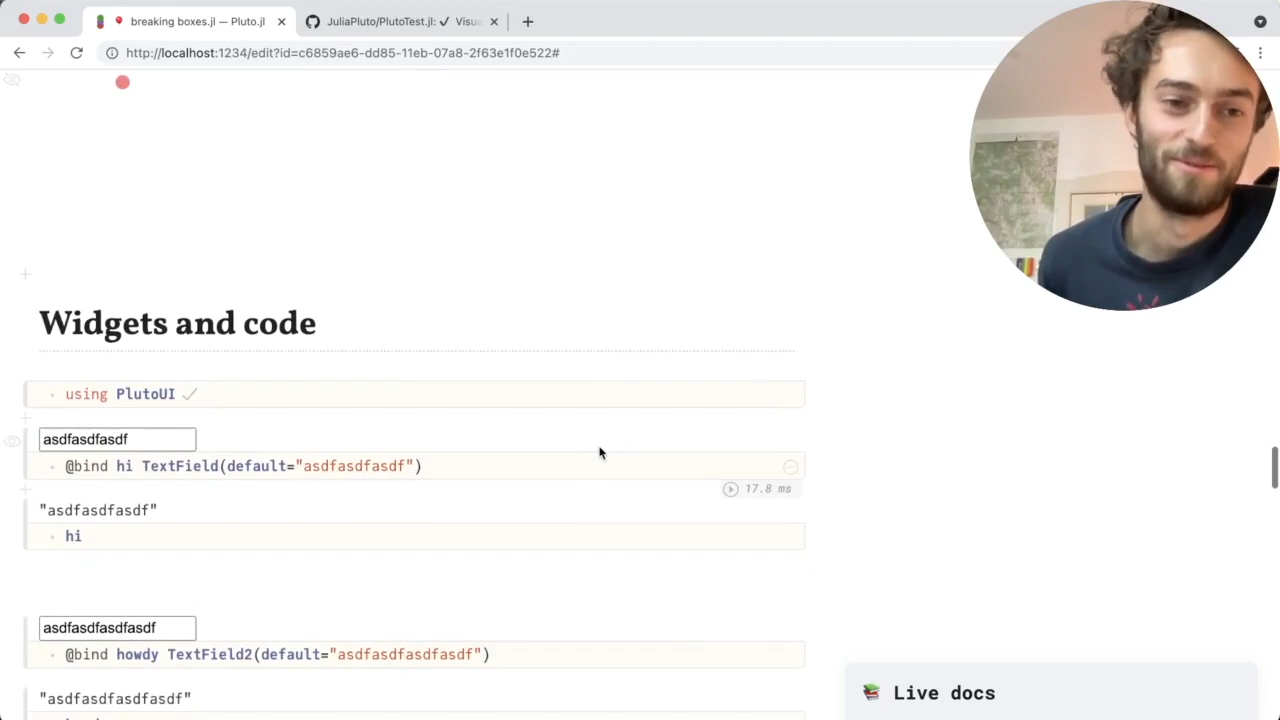 breaking boxes.jl — Pluto.jl
JuliaPluto/PlutoTest.jl: ✔ Visu
http://localhost:1234/edit?id=c6859ae6-dd85-11eb-07a8-2f63e1f0e522#
Widgets and code
using PlutoUI
asdfasdfasdf
@bind hi TextField(default="asdfasdfasdf")
17.8 ms
"asdfasdfasdf"
hi
asdfasdfasdfasdf
@bind howdy TextField2(default="asdfasdfasdfasdf")
"asdfasdfasdfasdf"
Live docs